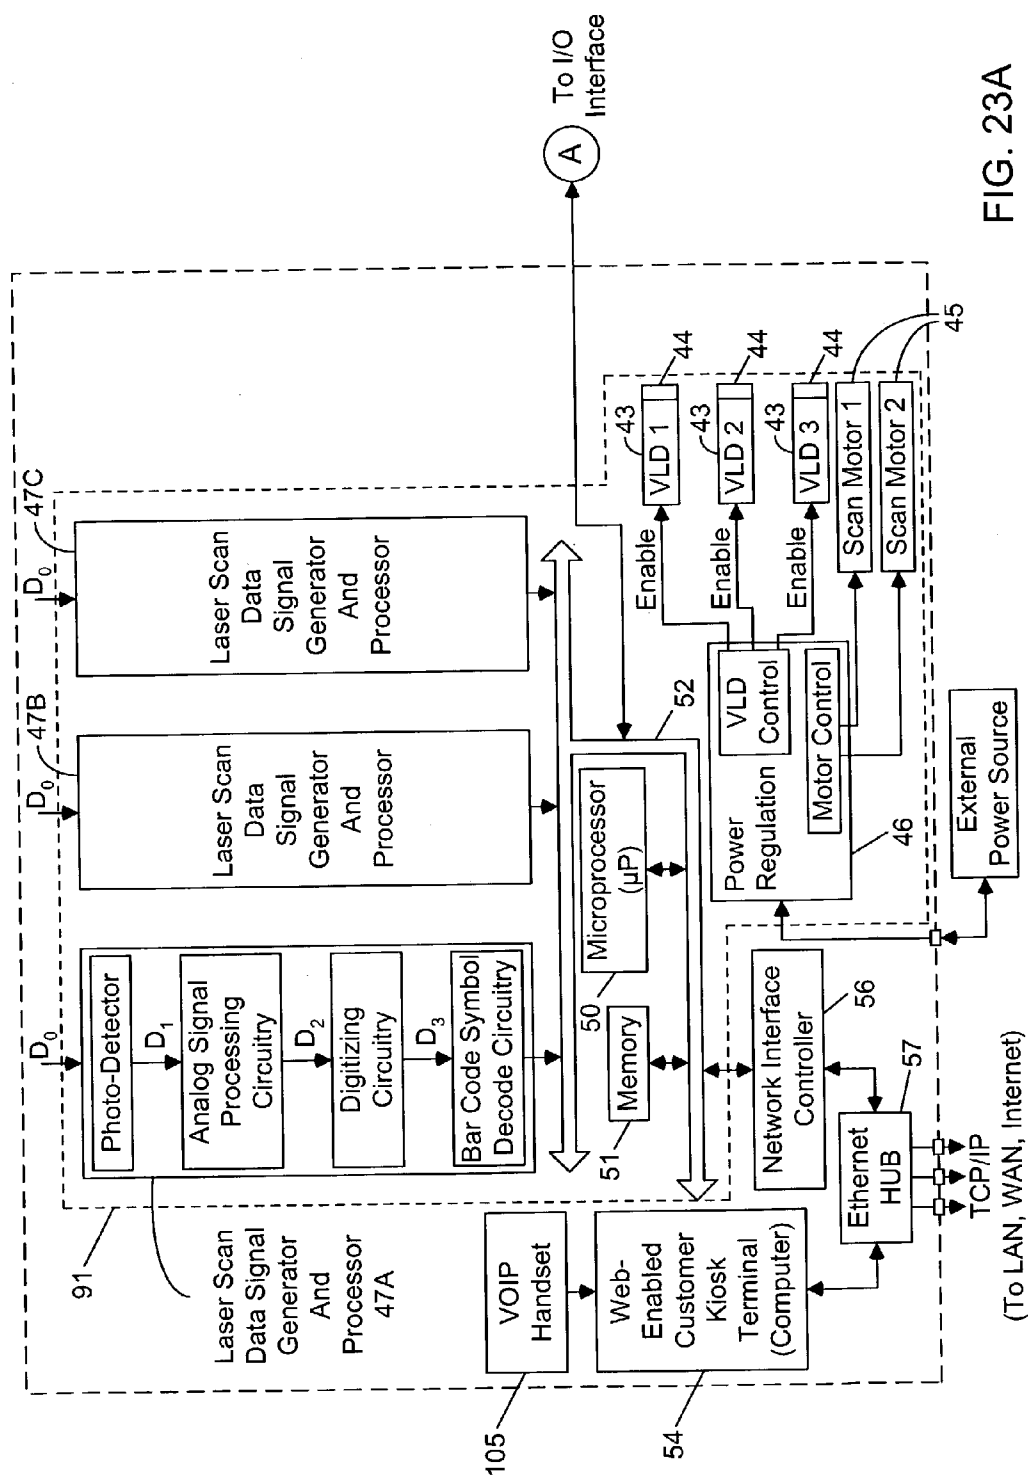 91
D0
D0
47B
D0
47C
Photo-Detector
D1
Analog Signal
Processing
Circuitry
D2
Digitizing
Circuitry
D3
Bar Code Symbol
Decode Circuitry
Laser Scan
Data
Signal
Generator
And
Processor
Laser Scan
Data
Signal
Generator
And
Processor
Laser Scan
Data Signal
Generator
And
Processor
47A
A
To I/O
Interface
105
VOIP
Handset
51
Memory
50
Microprocessor
(µP)
52
54
Web-
Enabled
Customer
Kiosk
Terminal
(Computer)
Network Interface
Controller
56
Ethernet
HUB
57
TCP/IP
(To LAN, WAN, Internet)
Power
Regulation
VLD
Control
Motor Control
46
External
Power Source
Enable
43
VLD 1
44
Enable
43
VLD 2
44
Enable
43
VLD 3
44
Scan Motor 1
Scan Motor 2
45
FIG. 23A